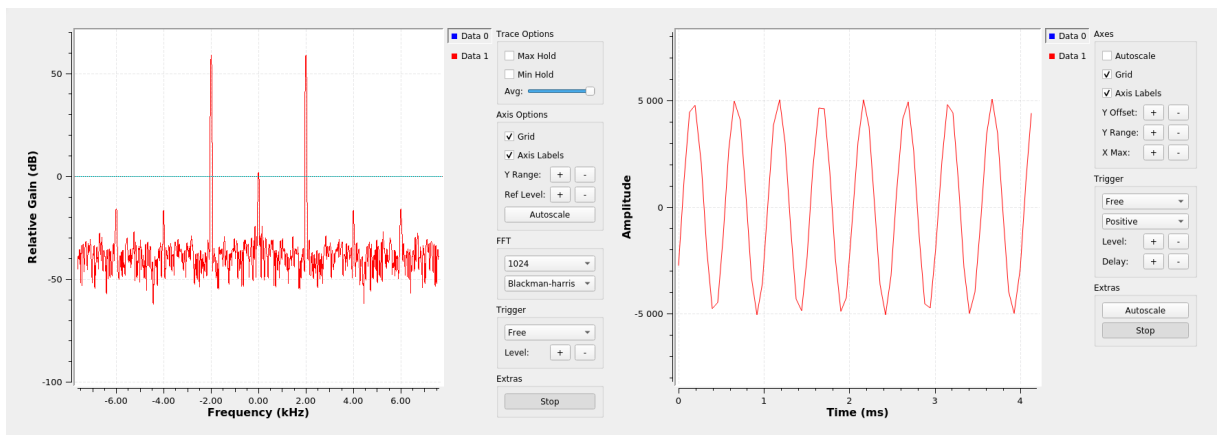 Relative Gain (dB)
50
0
-50
-100
-6.00 -4.00 -2.00 0.00 2.00 4.00 6.00
Frequency (kHz)
Data 0
Data 1
Trace Options
Max Hold
Min Hold
Avg:
Axis Options
Grid
Axis Labels
Y Range: + -
Ref Level: + -
Autoscale
FFT
1024
Blackman-harris
Trigger
Free
Level: + -
Extras
Stop
Amplitude
5 000
0
-5 000
0 1 2 3 4
Time (ms)
Data 0
Data 1
Axes
Autoscale
Grid
Axis Labels
Y Offset: + -
Y Range: + -
X Max: + -
Trigger
Free
Positive
Level: + -
Delay: + -
Extras
Autoscale
Stop